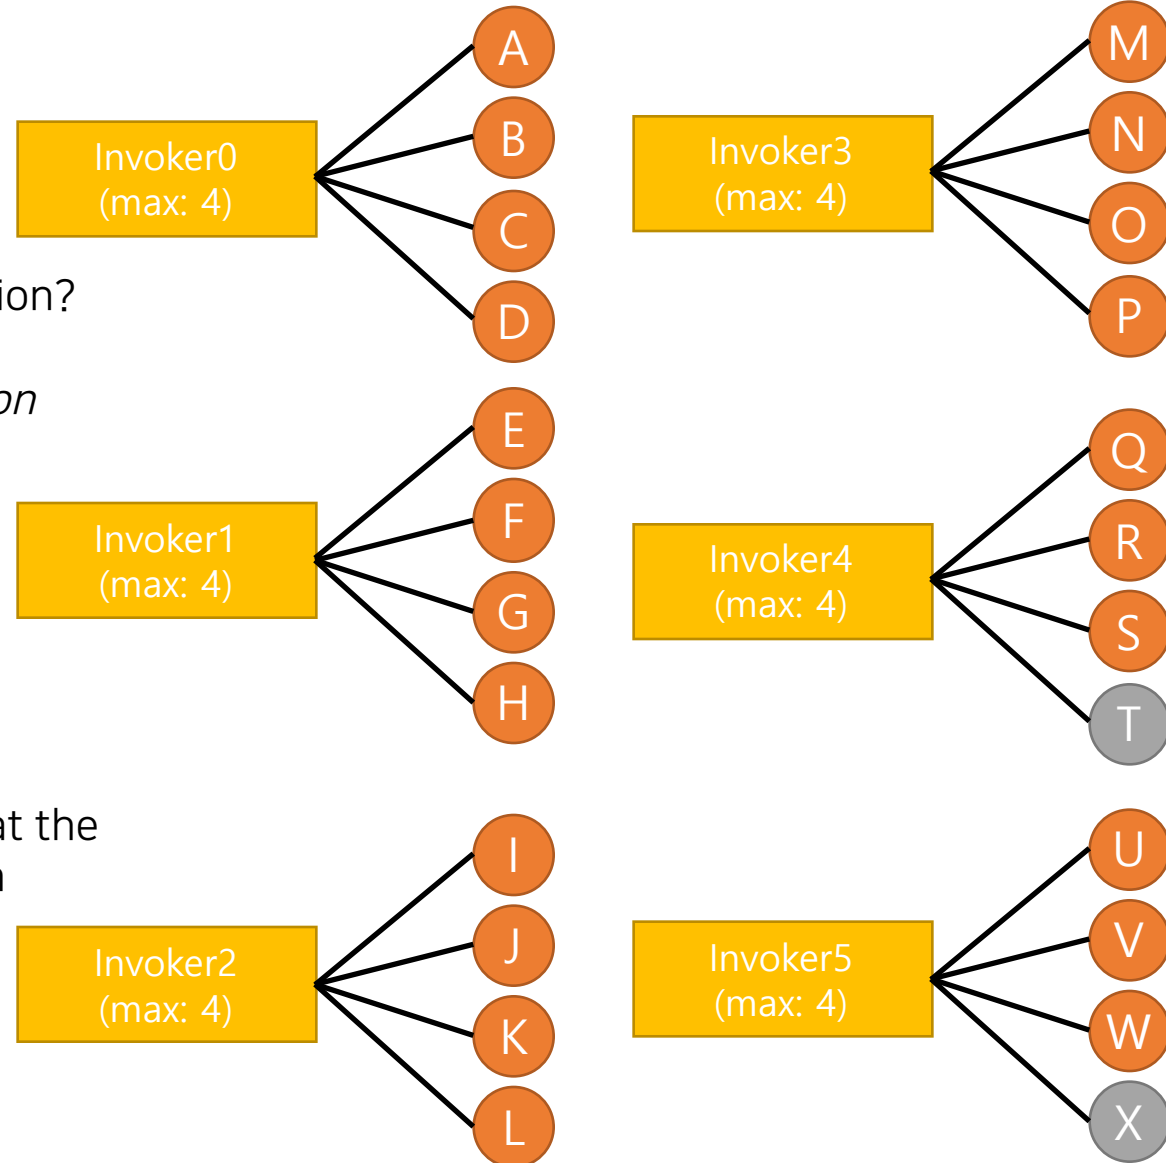 A
B
Invoker0
(max: 4)
C
D
ion?
on
E
F
Invoker1
(max: 4)
G
H
at the
n
I
J
Invoker2
(max: 4)
K
L
M
N
Invoker3
(max: 4)
O
P
Q
R
Invoker4
(max: 4)
S
T
U
V
Invoker5
(max: 4)
W
X